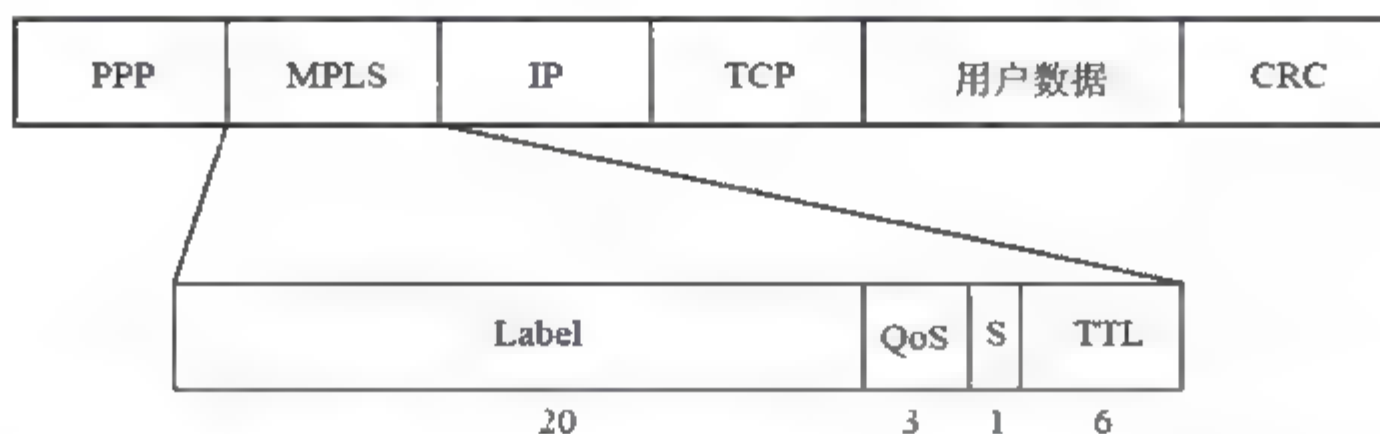 PPP MPLS IP TCP 用户数据 CRC
Label QoS S TTL
20 3 1 6